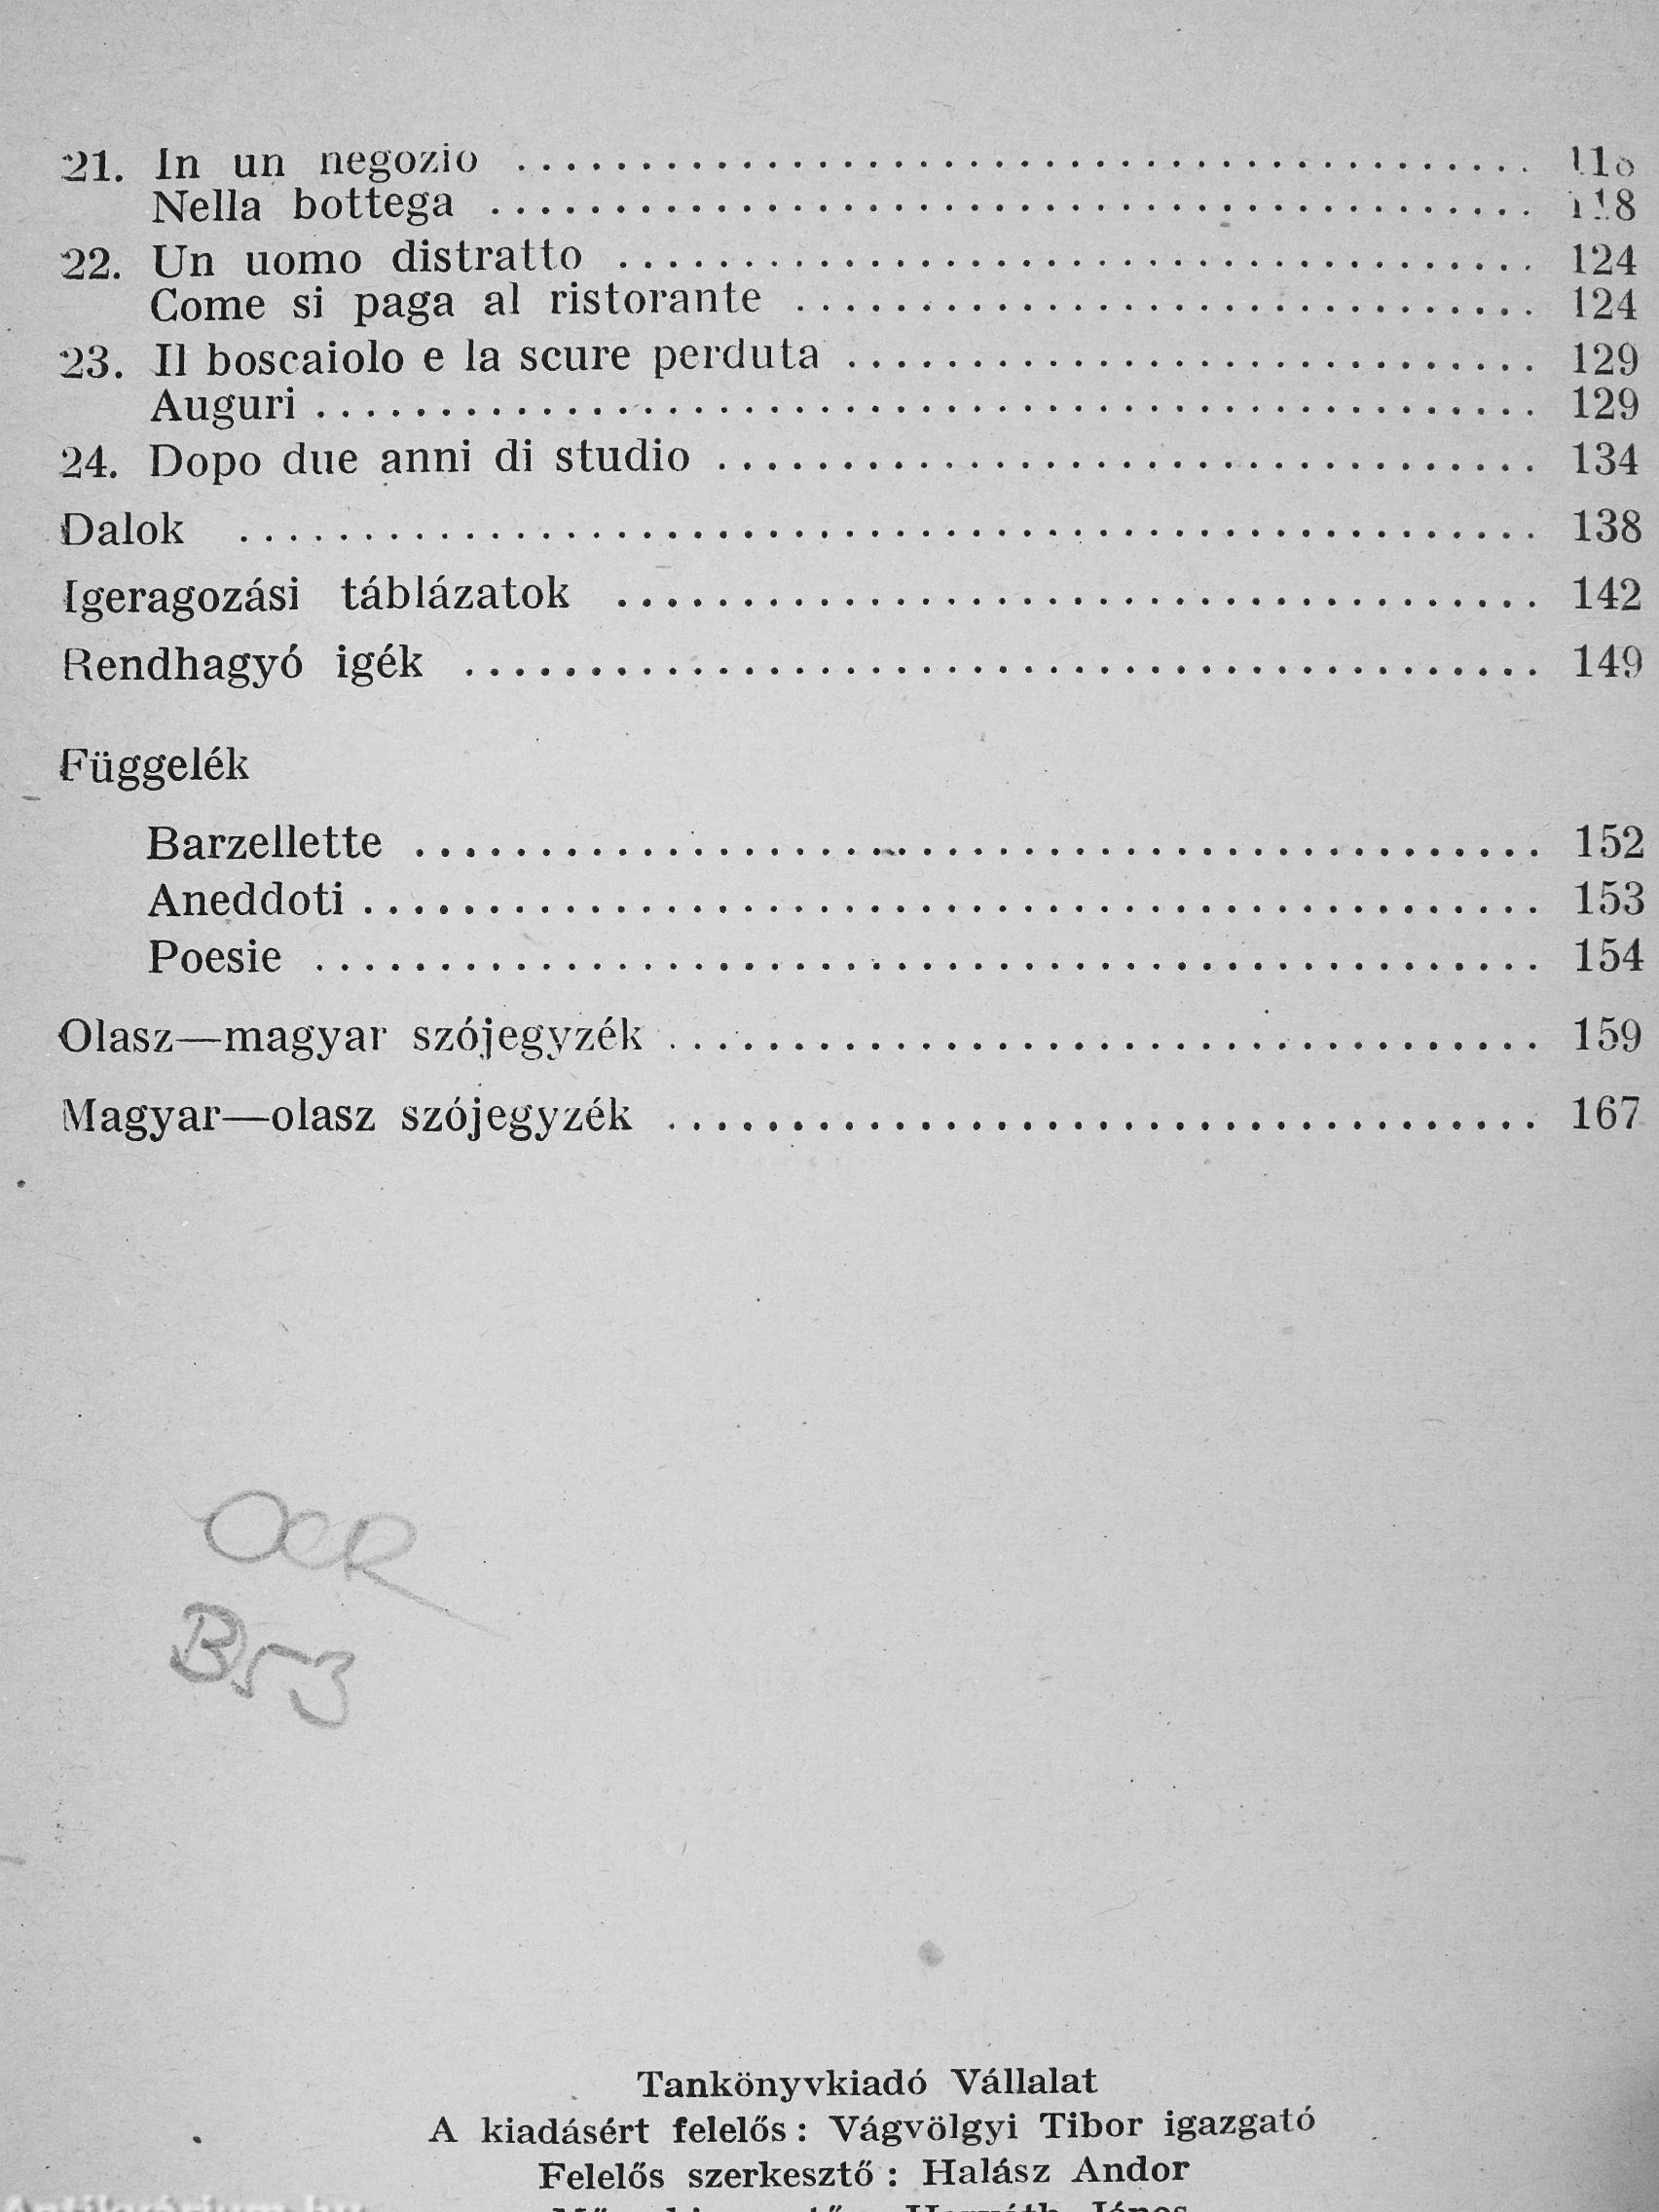 21. In un negozio ........................................ 118
Nella bottega ........................................ 118
22. Un uomo distratto ..................................... 124
Come si paga al ristorante .............................. 124
23. Il boscaiolo e la scure perduta ............................ 129
Auguri ................................................. 129
24. Dopo due anni di studio ................................. 134
Dalok .................................................... 138
Igeragozási táblázatok ..................................... 142
Rendhagyó igék ........................................... 149
Függelék
Barzellette ............................................. 152
Aneddoti ............................................... 153
Poesie ................................................. 154
Olasz—magyar szójegyzék ................................... 159
Magyar—olasz szójegyzék ................................... 167
B53
Tankönyvkiadó Vállalat
A kiadásért felelős: Vágvölgyi Tibor igazgató
Felelős szerkesztő: Halász Andor